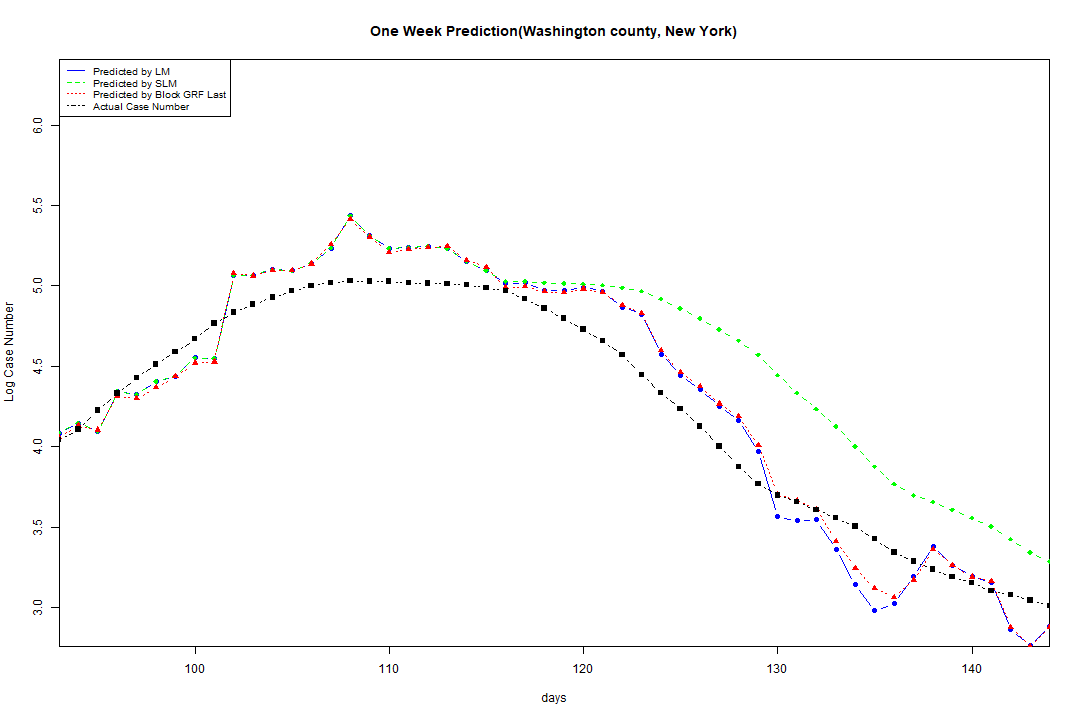 One Week Prediction(Washington county, New York)
Predicted by LM
Predicted by SLM
Predicted by Block GRF Last
Actual Case Number
6.0
5.5
5.0
4.5
4.0
3.5
3.0
Log Case Number
100 110 120 130 140
days